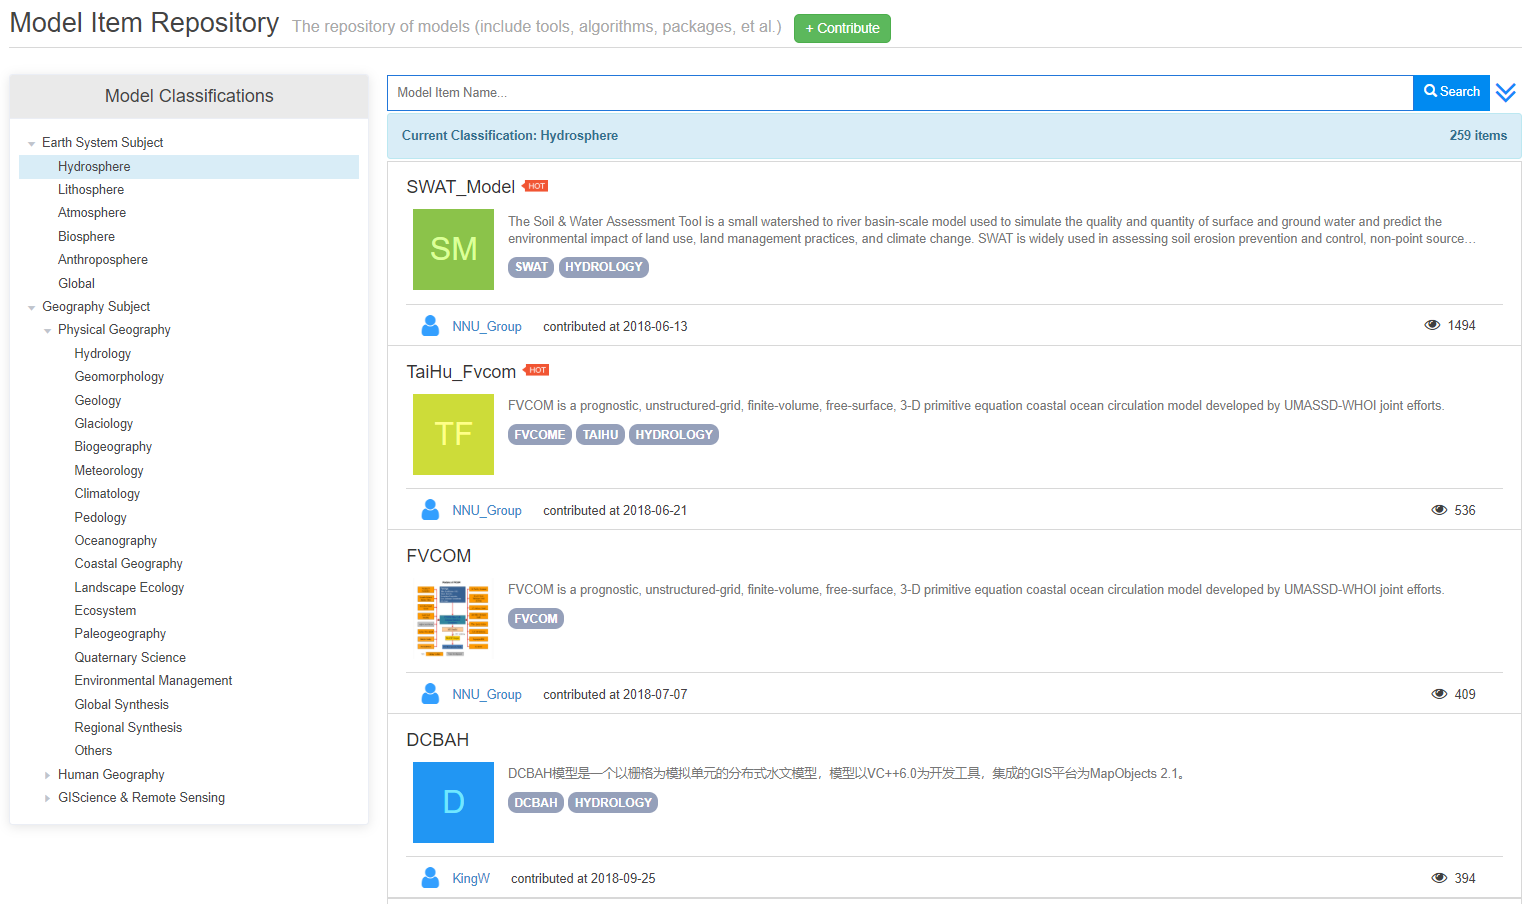 Model Item Repository The repository of models (include tools, algorithms, packages, et al.) + Contribute
Model Classifications
Earth System Subject
Hydrosphere
Lithosphere
Atmosphere
Biosphere
Anthroposphere
Global
Geography Subject
Physical Geography
Hydrology
Geomorphology
Geology
Glaciology
Biogeography
Meteorology
Climatology
Pedology
Oceanography
Coastal Geography
Landscape Ecology
Ecosystem
Paleogeography
Quaternary Science
Environmental Management
Global Synthesis
Regional Synthesis
Others
Human Geography
GIScience & Remote Sensing
Model Item Name... Search
Current Classification: Hydrosphere 259 items
SWAT_Model HOT
SM
The Soil & Water Assessment Tool is a small watershed to river basin-scale model used to simulate the quality and quantity of surface and ground water and predict the
environmental impact of land use, land management practices, and climate change. SWAT is widely used in assessing soil erosion prevention and control, non-point source...
SWAT HYDROLOGY
NNU_Group contributed at 2018-06-13 1494
TaiHu_Fvcom HOT
TF
FVCOM is a prognostic, unstructured-grid, finite-volume, free-surface, 3-D primitive equation coastal ocean circulation model developed by UMASSD-WHOI joint efforts.
FVCOME TAIHU HYDROLOGY
NNU_Group contributed at 2018-06-21 536
FVCOM
FVCOM is a prognostic, unstructured-grid, finite-volume, free-surface, 3-D primitive equation coastal ocean circulation model developed by UMASSD-WHOI joint efforts.
FVCOM
NNU_Group contributed at 2018-07-07 409
DCBAH
D
DCBAH模型是一个以栅格为模拟单元的分布式水文模型，模型以VC++6.0为开发工具，集成的GIS平台为MapObjects 2.1。
DCBAH HYDROLOGY
KingW contributed at 2018-09-25 394